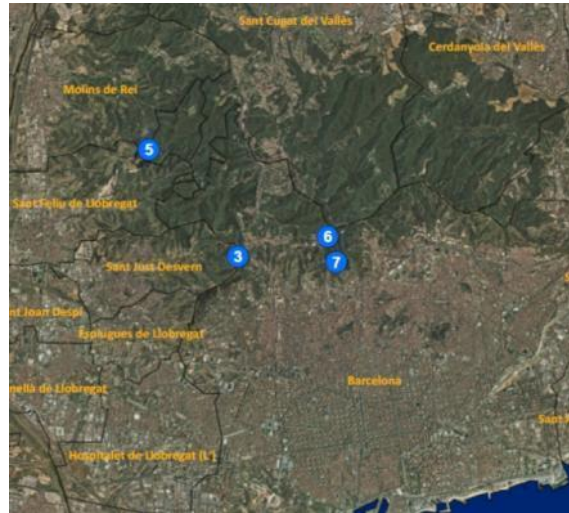 Sant Cugat del Vallès
Cerdanyola del Vallès
Molins de Rei
5
Sant Feliu de Llobregat
6
3
7
Sant Just Desvern
nt Joan Despí
Esplugues de Llobregat
Barcelona
nellà de Llobregat
Sant
Hospitalet de Llobregat (L')